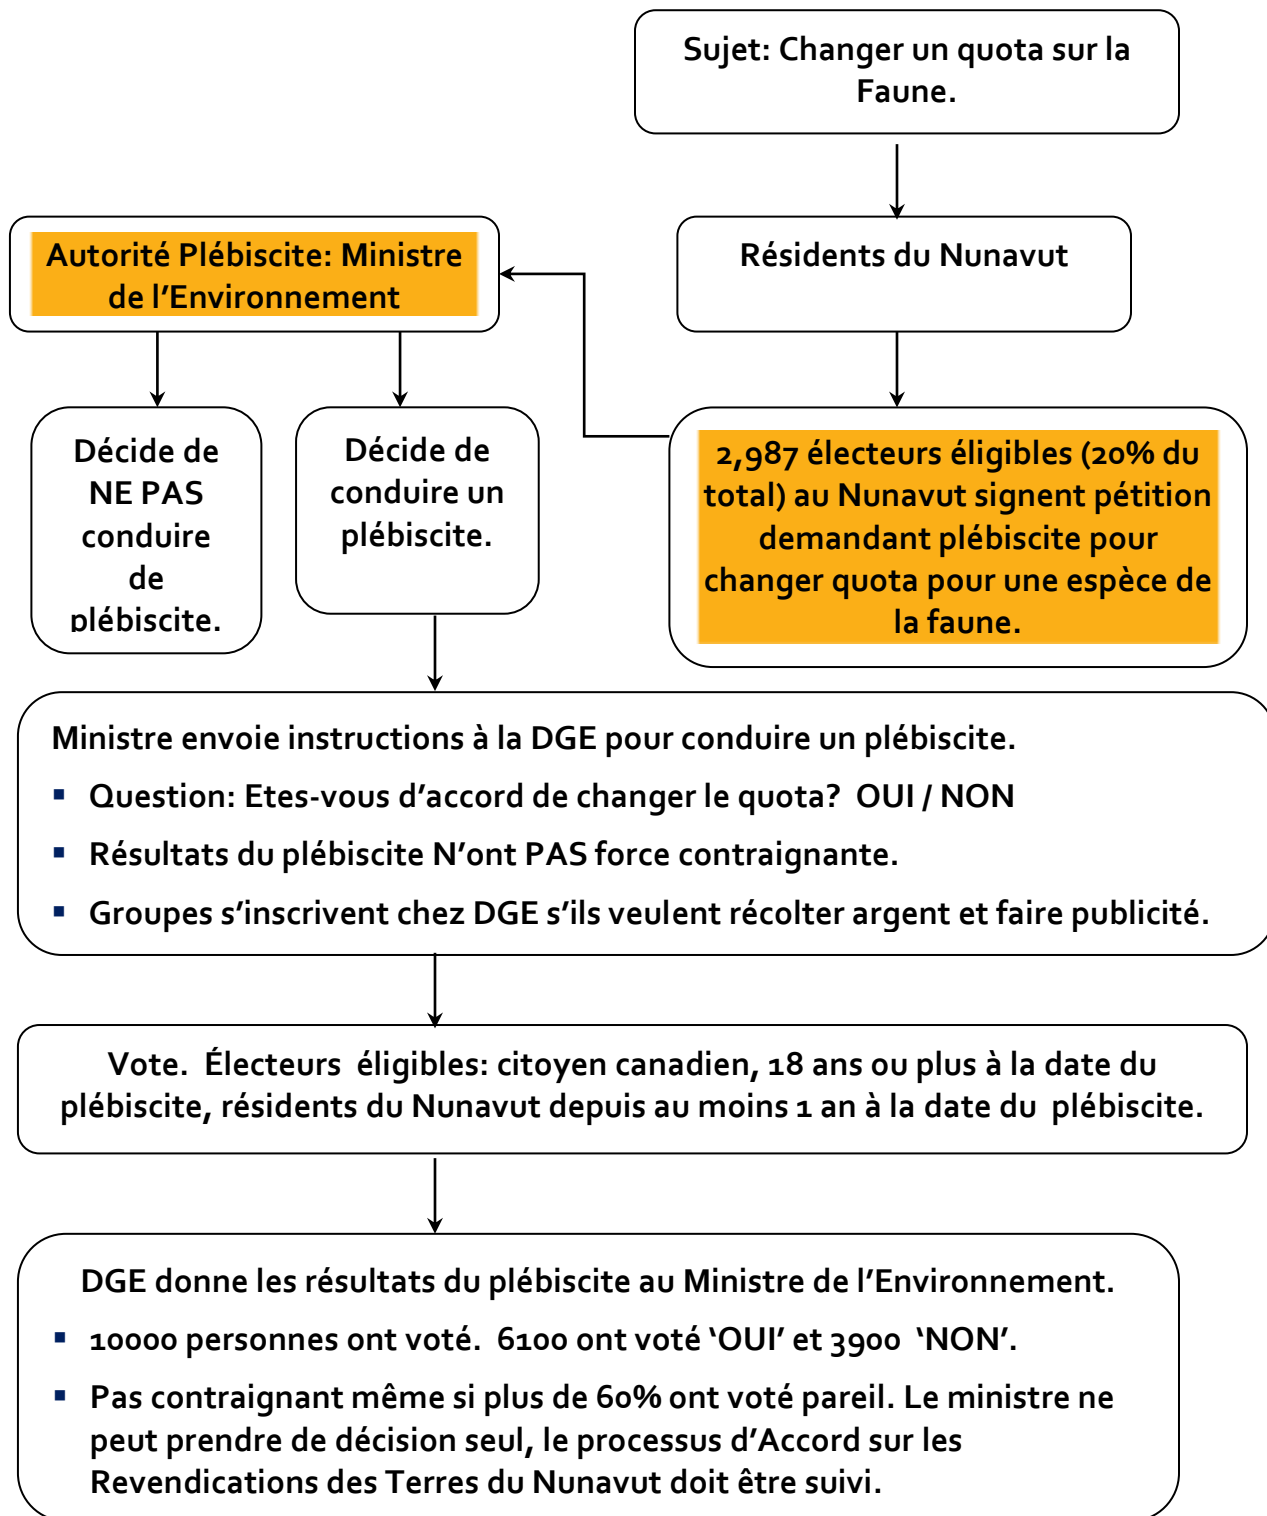 Sujet: Changer un quota sur la
Faune.
Résidents du Nunavut
Autorité Plébiscite: Ministre
de l’Environnement
2,987 électeurs éligibles (20% du
total) au Nunavut signent pétition
demandant plébiscite pour
changer quota pour une espèce de
la faune.
Décide de
NE PAS
conduire
de
plébiscite.
Décide de
conduire un
plébiscite.
Ministre envoie instructions à la DGE pour conduire un plébiscite.
▪ Question: Etes-vous d’accord de changer le quota? OUI / NON
▪ Résultats du plébiscite N’ont PAS force contraignante.
▪ Groupes s’inscrivent chez DGE s’ils veulent récolter argent et faire publicité.
Vote. Électeurs éligibles: citoyen canadien, 18 ans ou plus à la date du
plébiscite, résidents du Nunavut depuis au moins 1 an à la date du plébiscite.
DGE donne les résultats du plébiscite au Ministre de l’Environnement.
▪ 10000 personnes ont voté. 6100 ont voté ‘OUI’ et 3900 ‘NON’.
▪ Pas contraignant même si plus de 60% ont voté pareil. Le ministre ne
peut prendre de décision seul, le processus d’Accord sur les
Revendications des Terres du Nunavut doit être suivi.